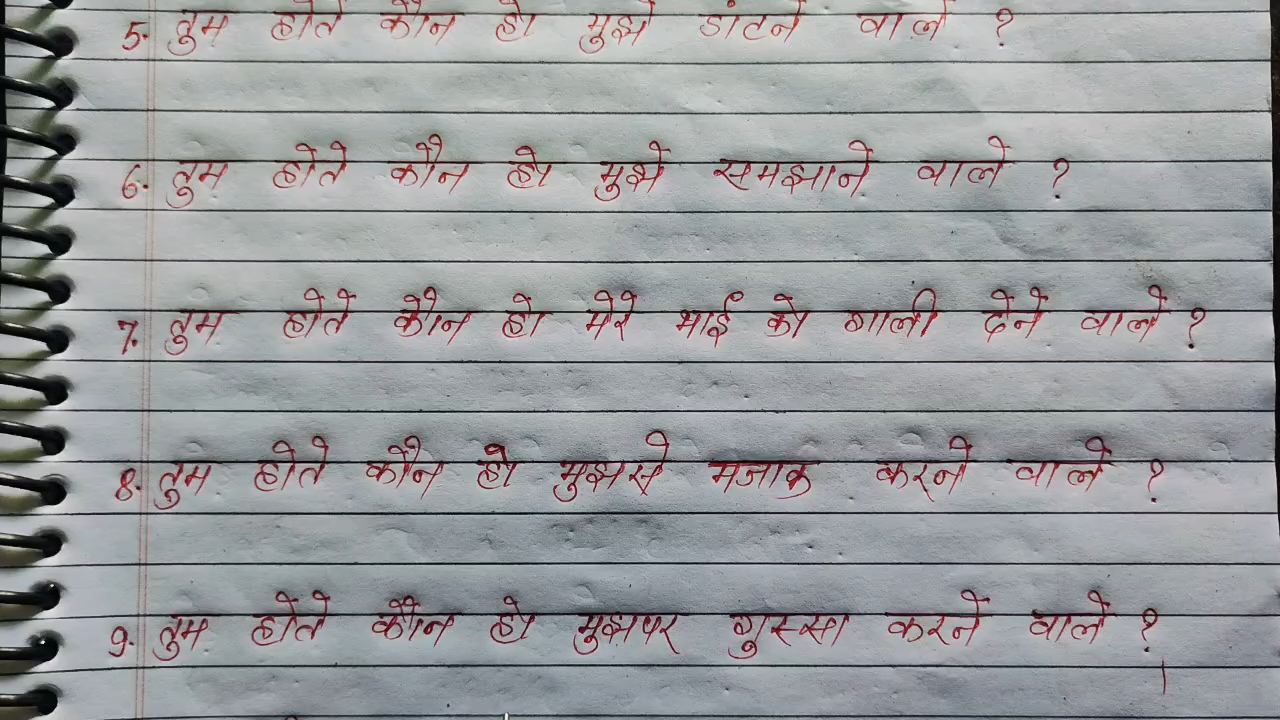 5. तुम होते कौन हो मुझे डांटने वाले ?
6. तुम होते कौन हो मुझे समझाने वाले ?
7. तुम होते कौन हो मेरे भाई को गाली देने वाले ?
8. तुम होते कौन हो मुझसे मजाक करने वाले ?
9. तुम होते कौन हो मुझपर गुस्सा करने वाले ?